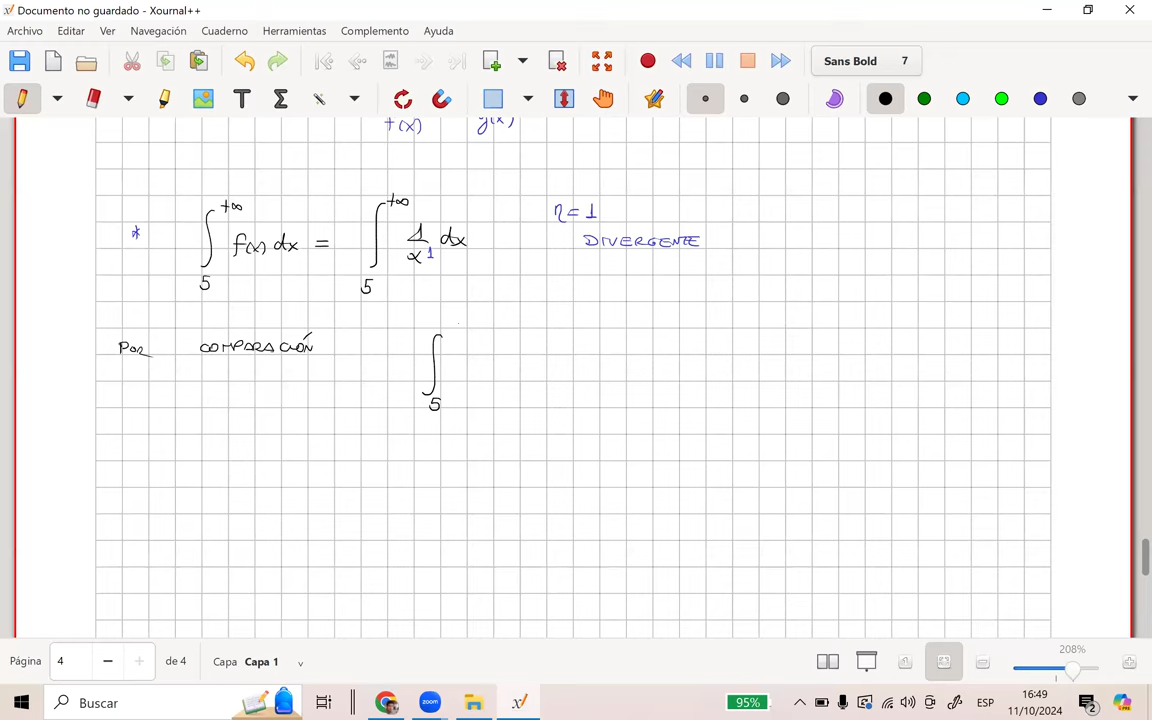 Documento no guardado - Xournal++
Archivo Editar Ver Navegación Cuaderno Herramientas Complemento Ayuda
Sans Bold 7
f(x) g(x)
* ∫₅^{+∞} f(x) dx = ∫₅^{+∞} 1/x¹ dx η = 1
DIVERGENTE
POR COMPARACIÓN ∫₅
Página 4 de 4 Capa Capa 1 208%
Buscar 95% ESP 16:49
11/10/2024 2
zoom